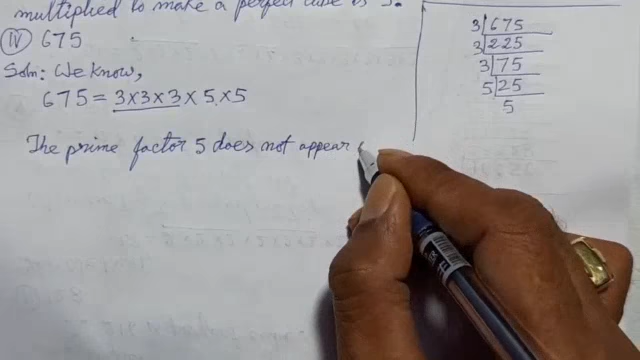 multiplied to make a perfect cube is 3.
(IV) 675
Soln: We know,
675 = 3×3×3×5×5
The prime factor 5 does not appear
3 675
3 225
3 75
5 25
5